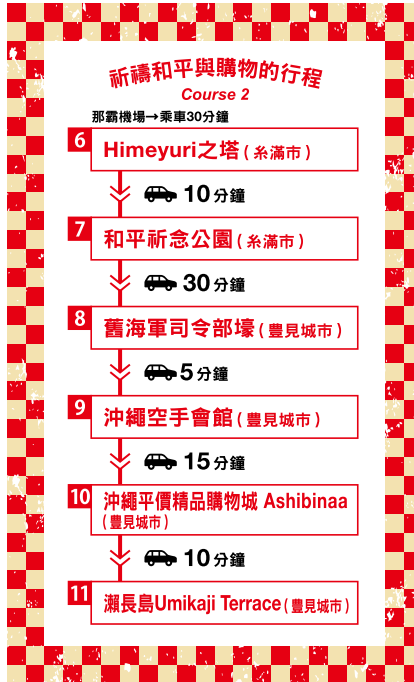 祈禱和平與購物的行程
Course 2
那霸機場→乘車30分鐘
6
Himeyuri之塔(糸滿市)
10分鐘
7
和平祈念公園(糸滿市)
30分鐘
8
舊海軍司令部壕(豐見城市)
5分鐘
9
沖繩空手會館(豐見城市)
15分鐘
10
沖繩平價精品購物城 Ashibinaa
(豐見城市)
10分鐘
11
瀨長島Umikaji Terrace(豐見城市)